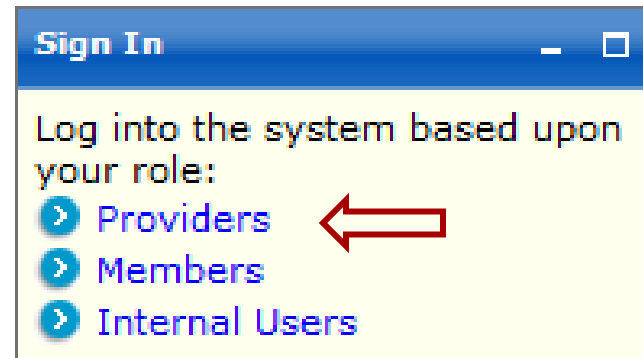 Sign In
Log into the system based upon
your role:
Providers
Members
Internal Users